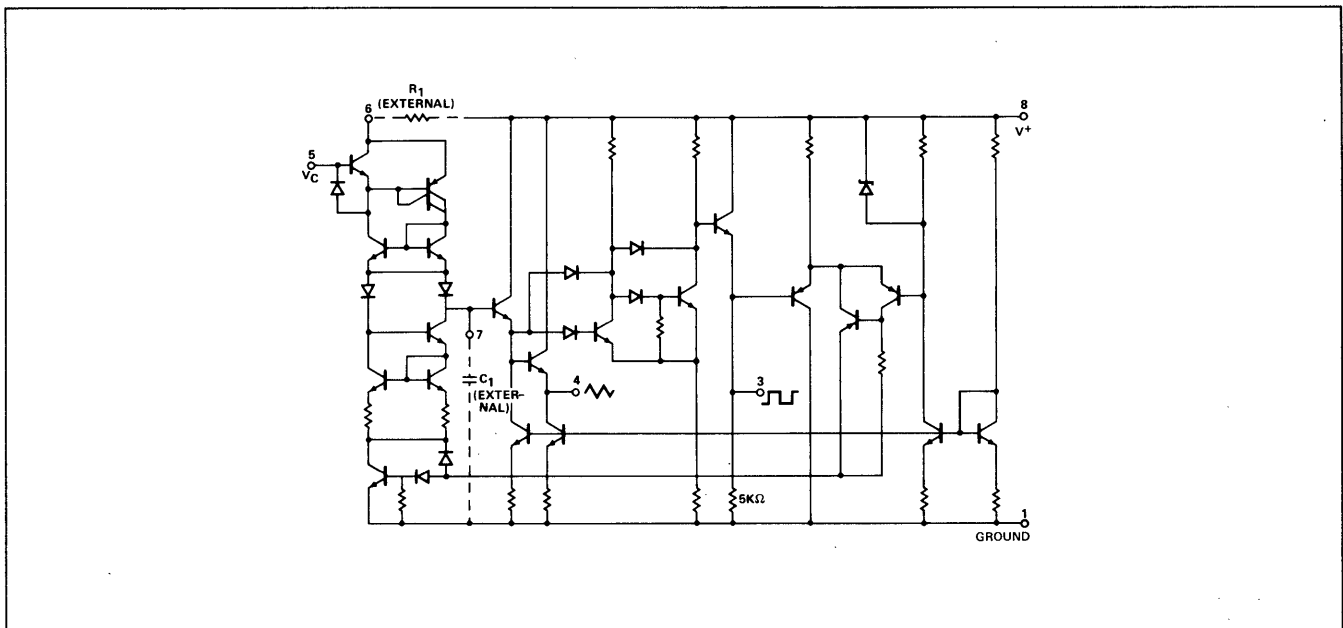 R1
(EXTERNAL)
6
8
V+
5
VC
7
C1
(EXTER-
NAL)
4
3
5KΩ
1
GROUND